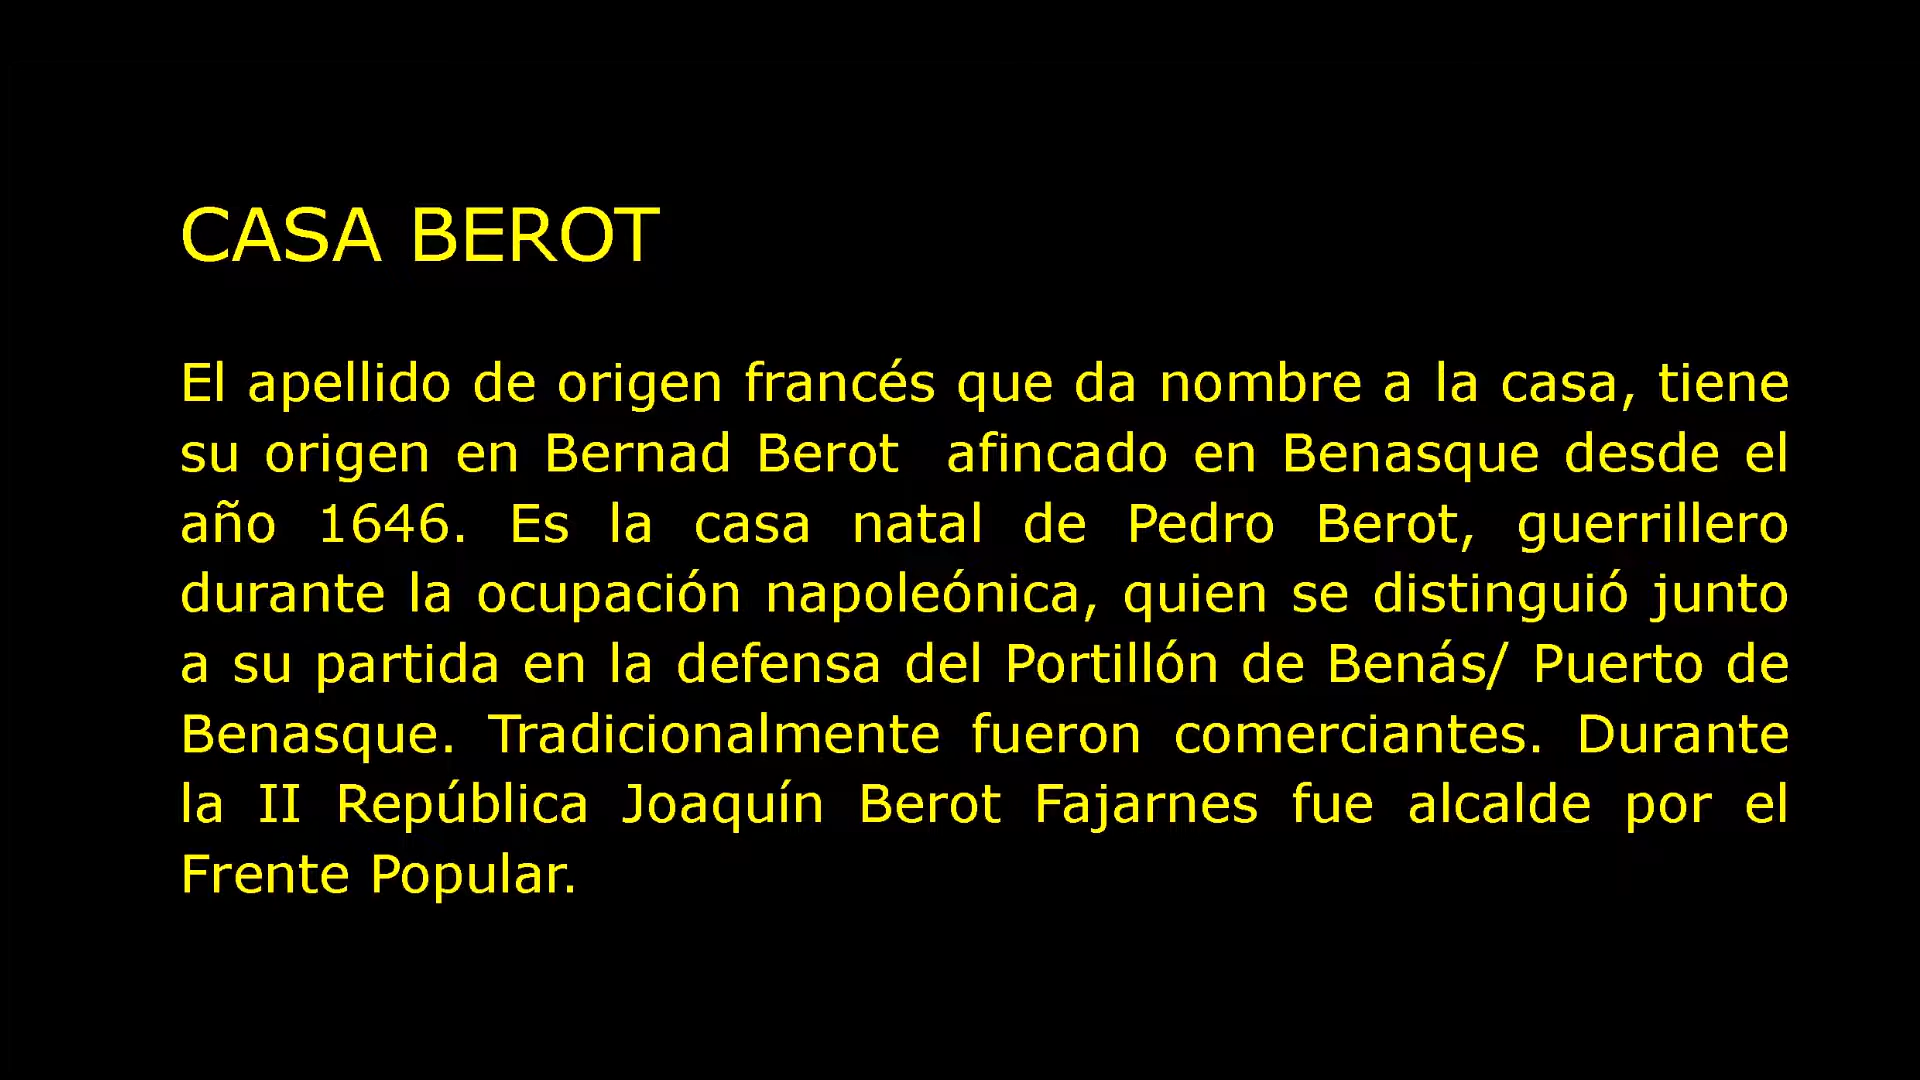 CASA BEROT
El apellido de origen francés que da nombre a la casa, tiene
su origen en Bernad Berot  afincado en Benasque desde el
año 1646. Es la casa natal de Pedro Berot, guerrillero
durante la ocupación napoleónica, quien se distinguió junto
a su partida en la defensa del Portillón de Benás/ Puerto de
Benasque. Tradicionalmente fueron comerciantes. Durante
la II República Joaquín Berot Fajarnes fue alcalde por el
Frente Popular.